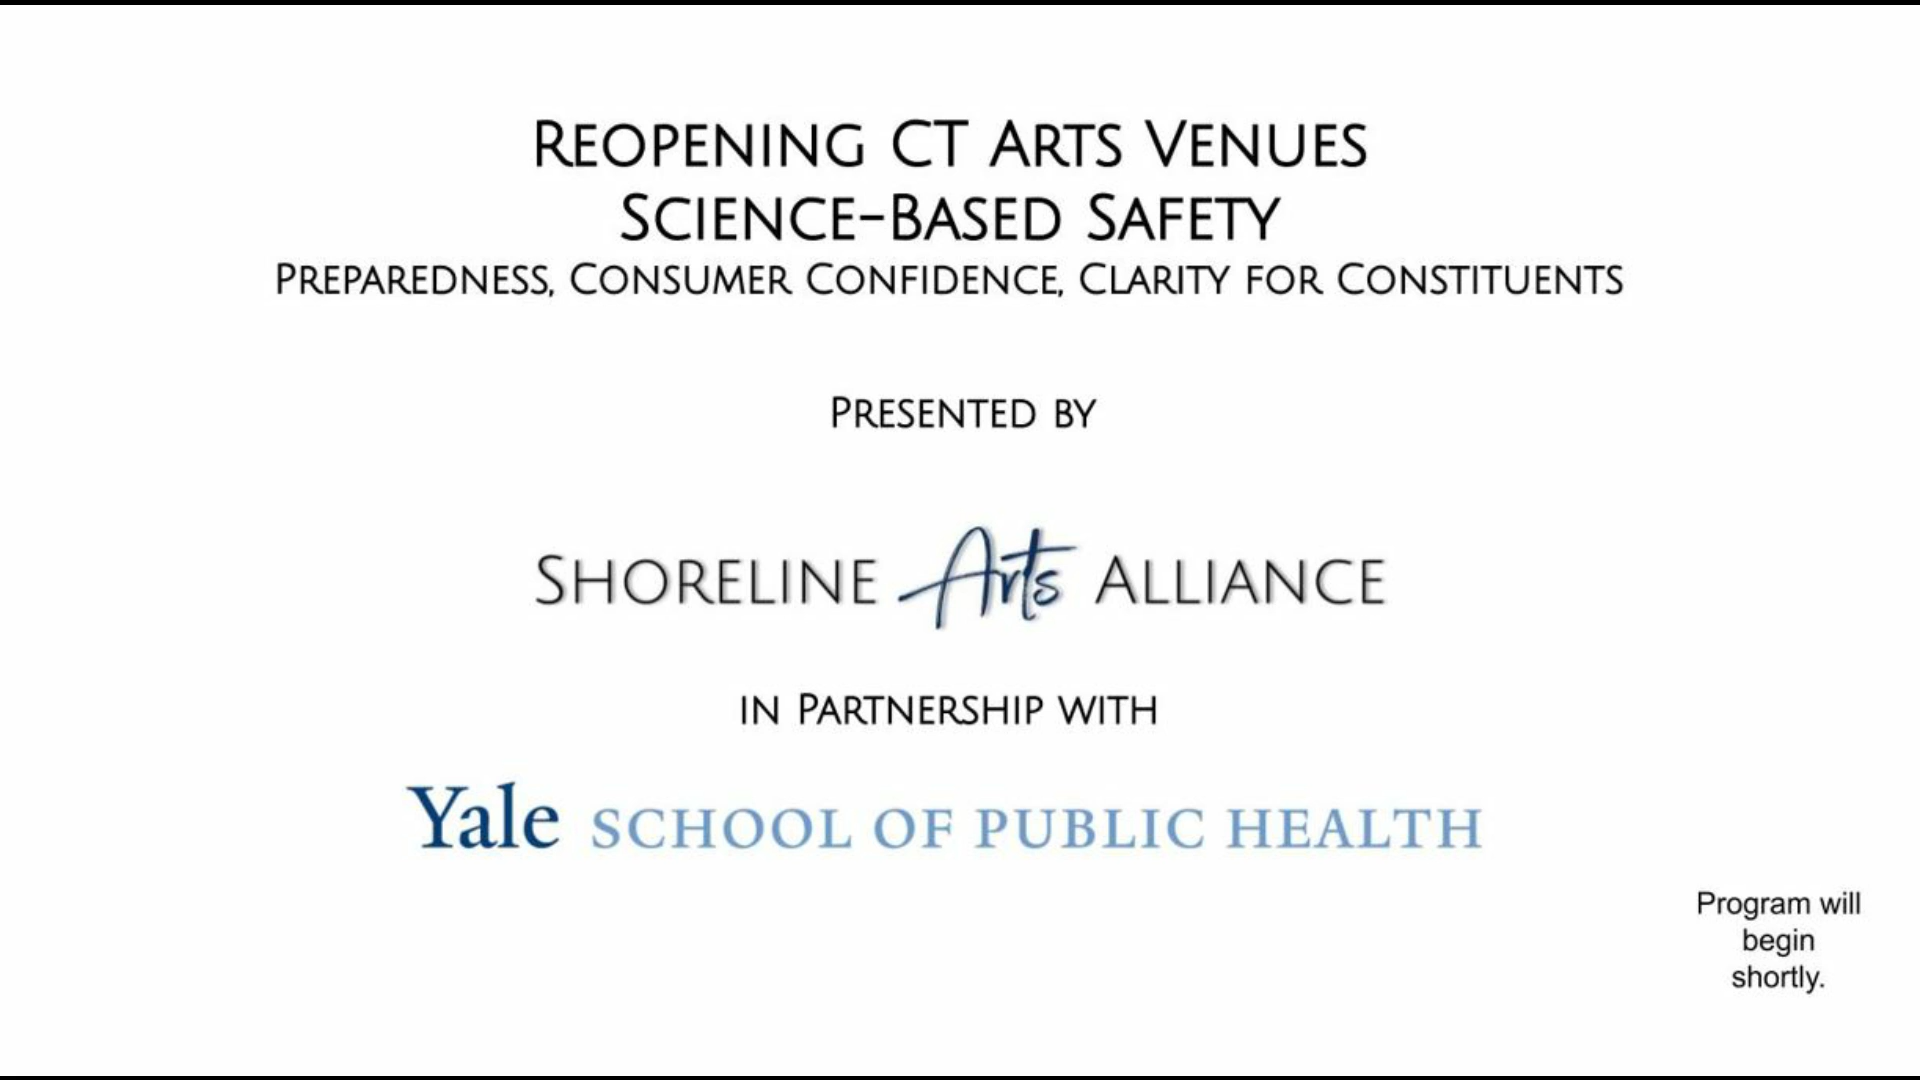 Reopening CT Arts Venues
Science-Based Safety
Preparedness, Consumer Confidence, Clarity for Constituents
Presented by
Shoreline Arts Alliance
in Partnership with
Yale SCHOOL OF PUBLIC HEALTH
Program will
begin
shortly.